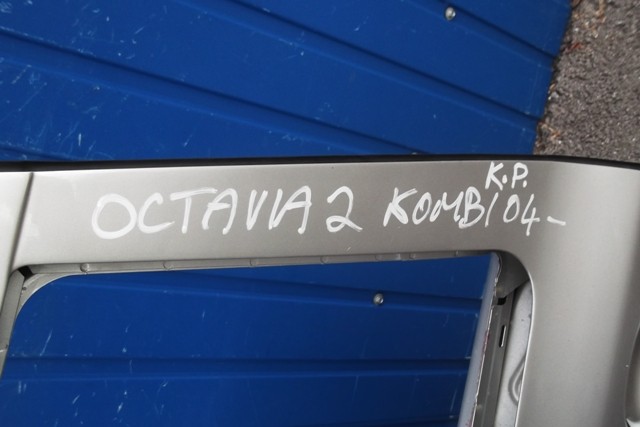 K.P.
OCTAVIA 2 KOMBI 04-